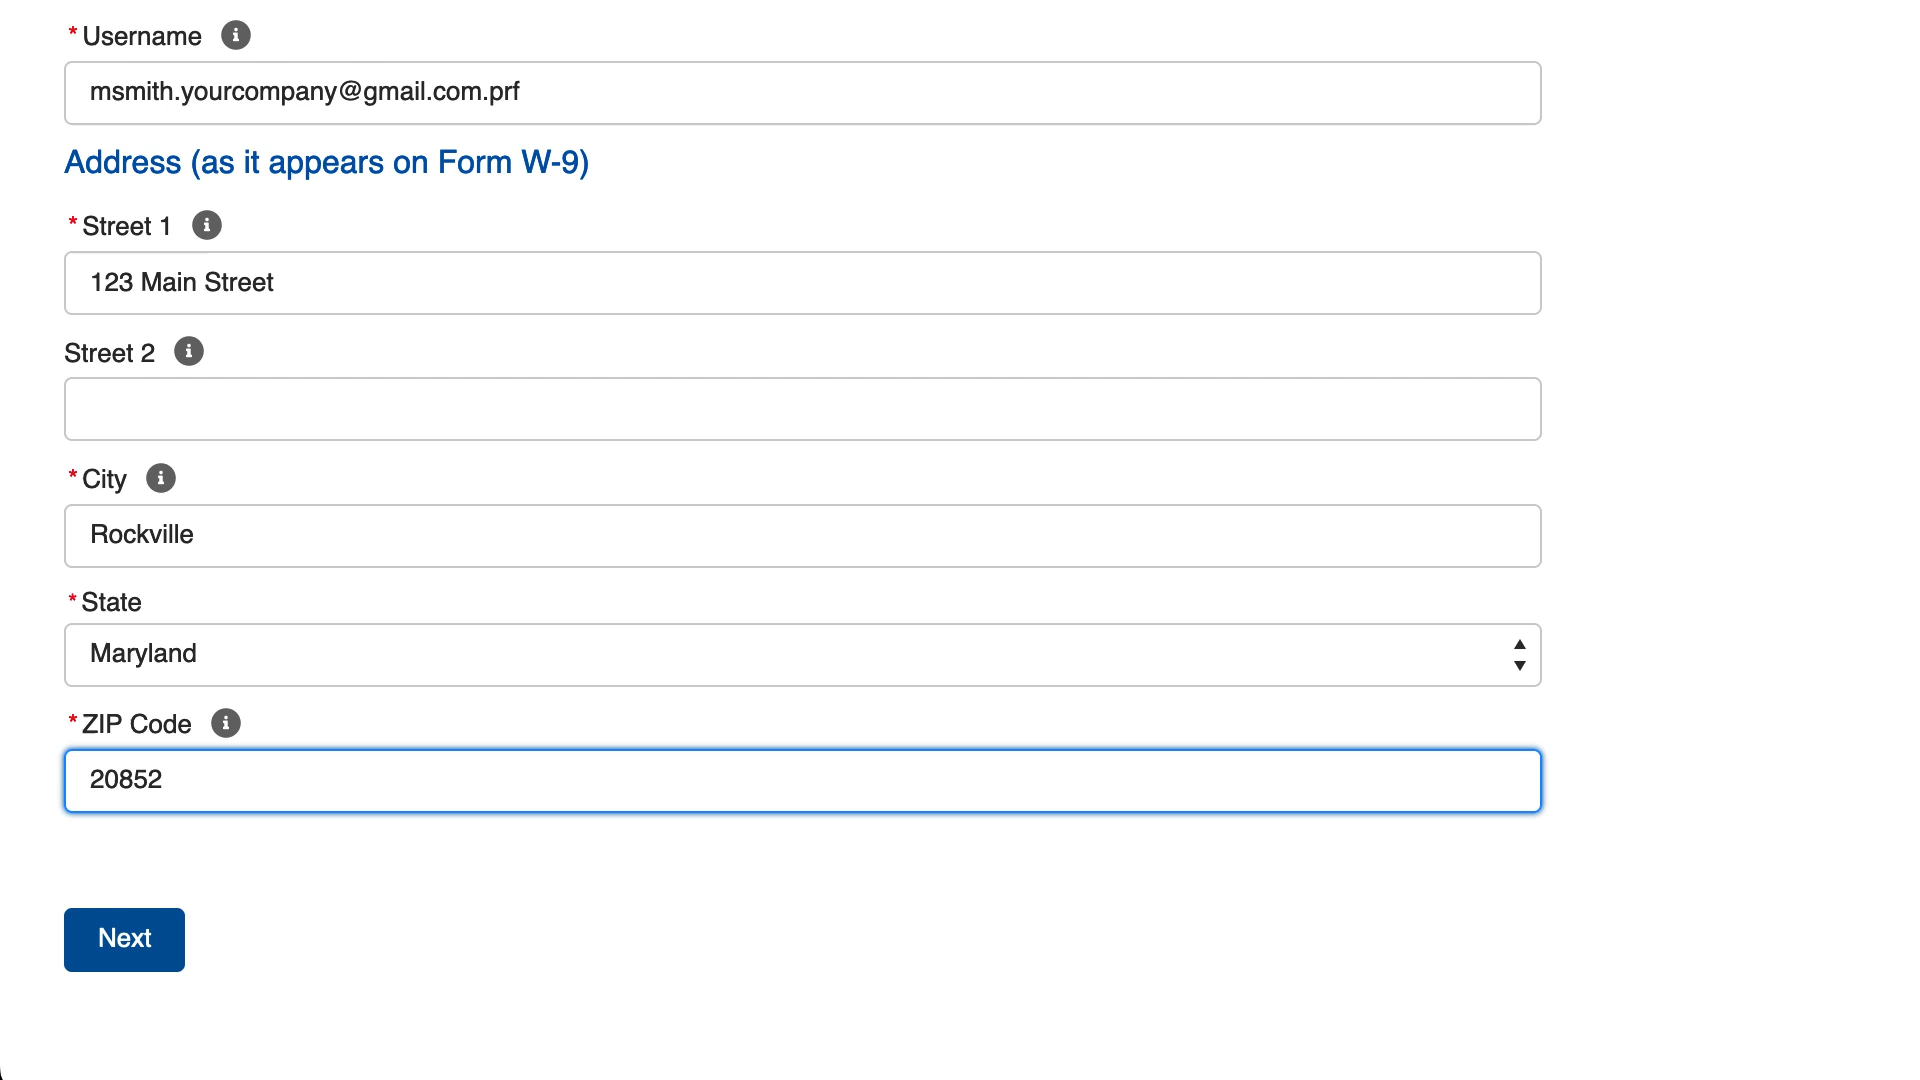 * Username
msmith.yourcompany@gmail.com.prf
Address (as it appears on Form W-9)
* Street 1
123 Main Street
Street 2
* City
Rockville
* State
Maryland
* ZIP Code
20852
Next